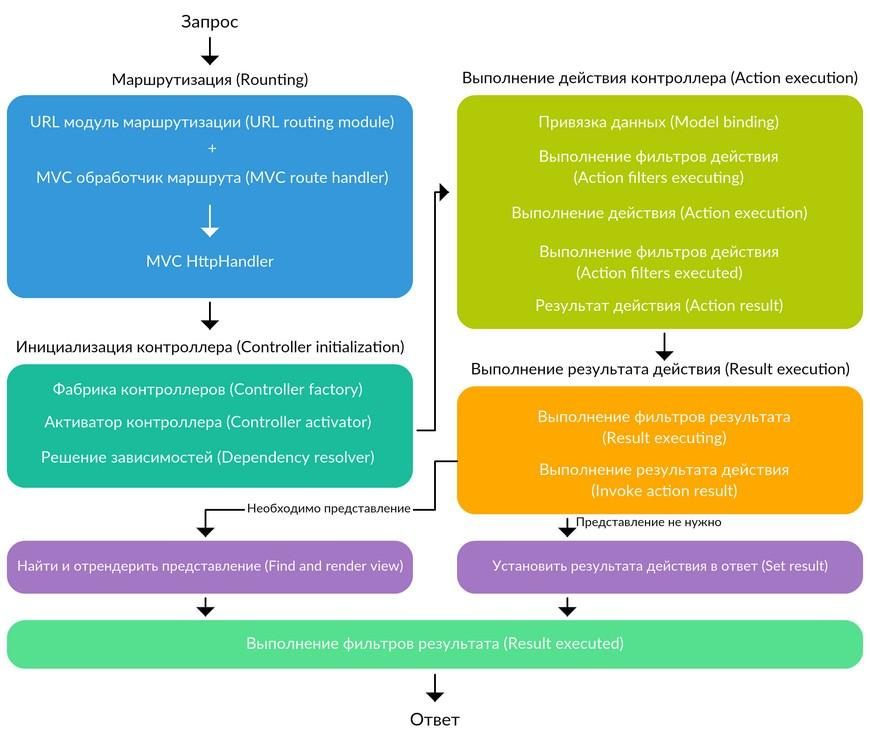 Запрос
Маршрутизация (Rounting)
URL модуль маршрутизации (URL routing module)
+
MVC обработчик маршрута (MVC route handler)
MVC HttpHandler
Инициализация контроллера (Controller initialization)
Фабрика контроллеров (Controller factory)
Активатор контроллера (Controller activator)
Решение зависимостей (Dependency resolver)
Выполнение действия контроллера (Action execution)
Привязка данных (Model binding)
Выполнение фильтров действия
(Action filters executing)
Выполнение действия (Action execution)
Выполнение фильтров действия
(Action filters executed)
Результат действия (Action result)
Выполнение результата действия (Result execution)
Выполнение фильтров результата
(Result executing)
Выполнение результата действия
(Invoke action result)
Необходимо представление
Представление не нужно
Найти и отрендерить представление (Find and render view)
Установить результата действия в ответ (Set result)
Выполнение фильтров результата (Result executed)
Ответ